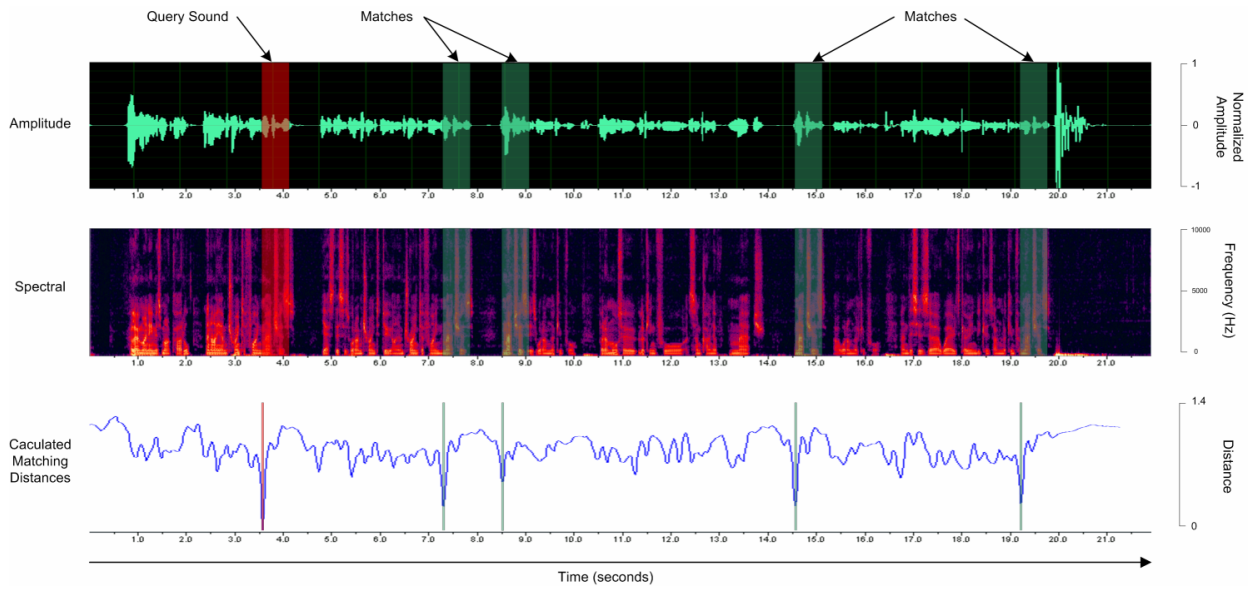 Query Sound
Matches
Matches
Amplitude
1
0
-1
Normalized
Amplitude
1.0 2.0 3.0 4.0 5.0 6.0 7.0 8.0 9.0 10.0 11.0 12.0 13.0 14.0 15.0 16.0 17.0 18.0 19.0 20.0 21.0
Spectral
10000
5000
0
Frequency (Hz)
1.0 2.0 3.0 4.0 5.0 6.0 7.0 8.0 9.0 10.0 11.0 12.0 13.0 14.0 15.0 16.0 17.0 18.0 19.0 20.0 21.0
Caculated
Matching
Distances
1.4
0
Distance
1.0 2.0 3.0 4.0 5.0 6.0 7.0 8.0 9.0 10.0 11.0 12.0 13.0 14.0 15.0 16.0 17.0 18.0 19.0 20.0 21.0
Time (seconds)